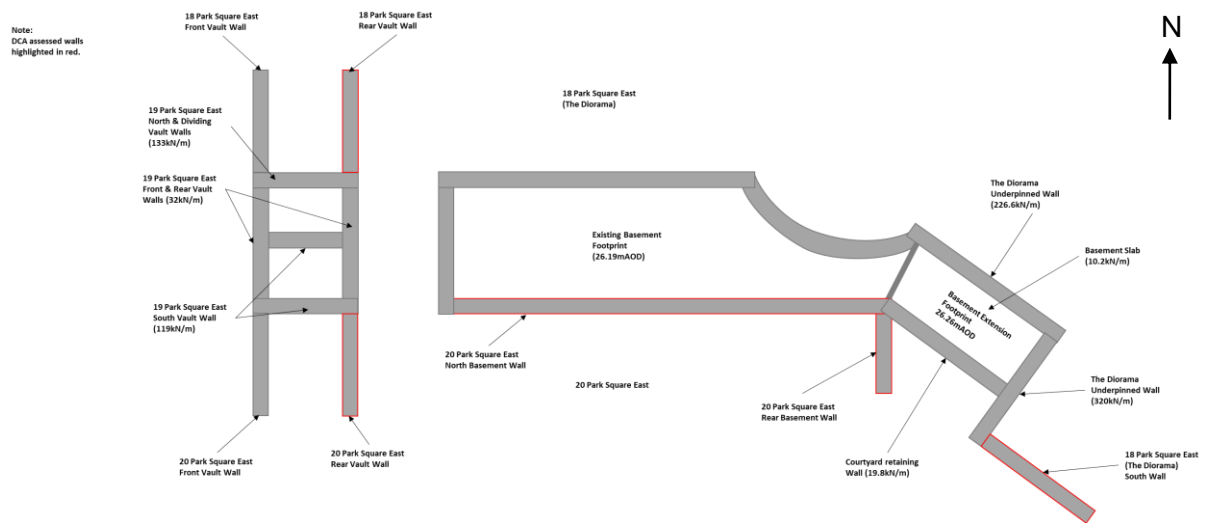 Note:
DCA assessed walls
highlighted in red.
18 Park Square East
Front Vault Wall
18 Park Square East
Rear Vault Wall
N
18 Park Square East
(The Diorama)
19 Park Square East
North & Dividing
Vault Walls
(133kN/m)
19 Park Square East
Front & Rear Vault
Walls (32kN/m)
The Diorama
Underpinned Wall
(226.6kN/m)
Existing Basement
Footprint
(26.19mAOD)
Basement Slab
(10.2kN/m)
Basement Extension
Footprint
26.26mAOD
19 Park Square East
South Vault Wall
(119kN/m)
20 Park Square East
North Basement Wall
20 Park Square East
20 Park Square East
Rear Basement Wall
The Diorama
Underpinned Wall
(320kN/m)
20 Park Square East
Front Vault Wall
20 Park Square East
Rear Vault Wall
Courtyard retaining
Wall (19.8kN/m)
18 Park Square East
(The Diorama)
South Wall